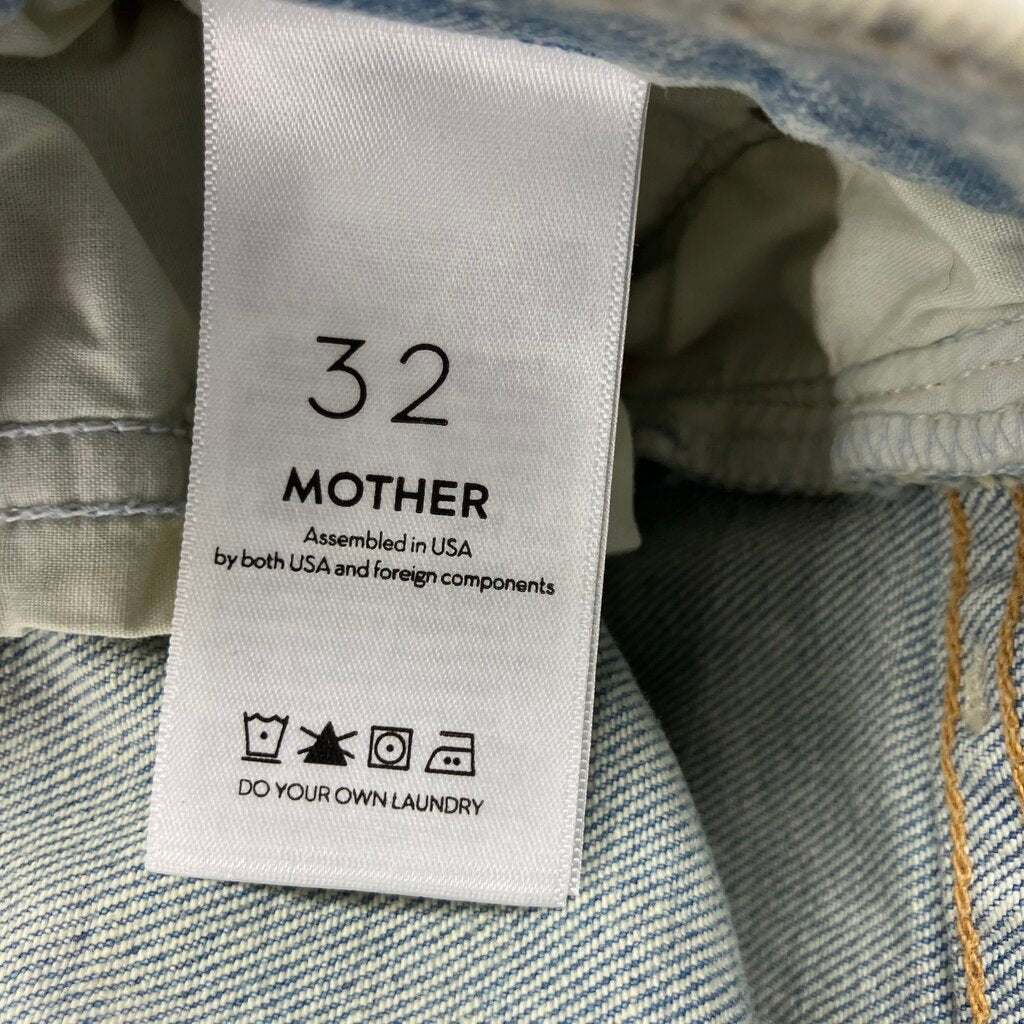 32
MOTHER
Assembled in USA
by both USA and foreign components
DO YOUR OWN LAUNDRY